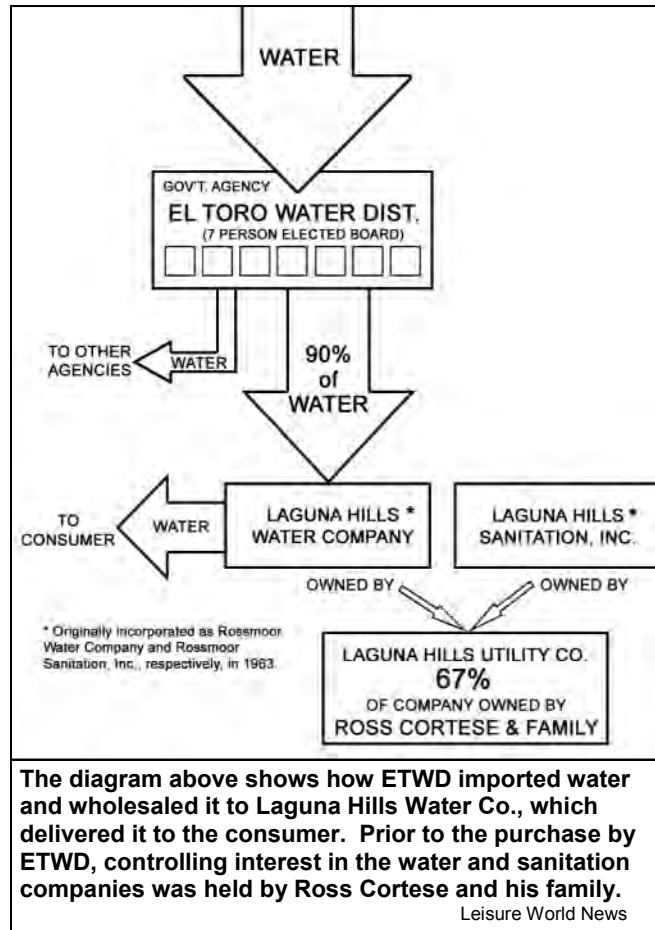 WATER
GOV'T. AGENCY
EL TORO WATER DIST.
(7 PERSON ELECTED BOARD)
TO OTHER
AGENCIES
WATER
90%
of
WATER
TO
CONSUMER
WATER
LAGUNA HILLS *
WATER COMPANY
LAGUNA HILLS *
SANITATION, INC.
OWNED BY
OWNED BY
* Originally incorporated as Rossmoor
Water Company and Rossmoor
Sanitation, Inc., respectively, in 1963.
LAGUNA HILLS UTILITY CO.
67%
OF COMPANY OWNED BY
ROSS CORTESE & FAMILY
The diagram above shows how ETWD imported water
and wholesaled it to Laguna Hills Water Co., which
delivered it to the consumer.  Prior to the purchase by
ETWD, controlling interest in the water and sanitation
companies was held by Ross Cortese and his family.
Leisure World News